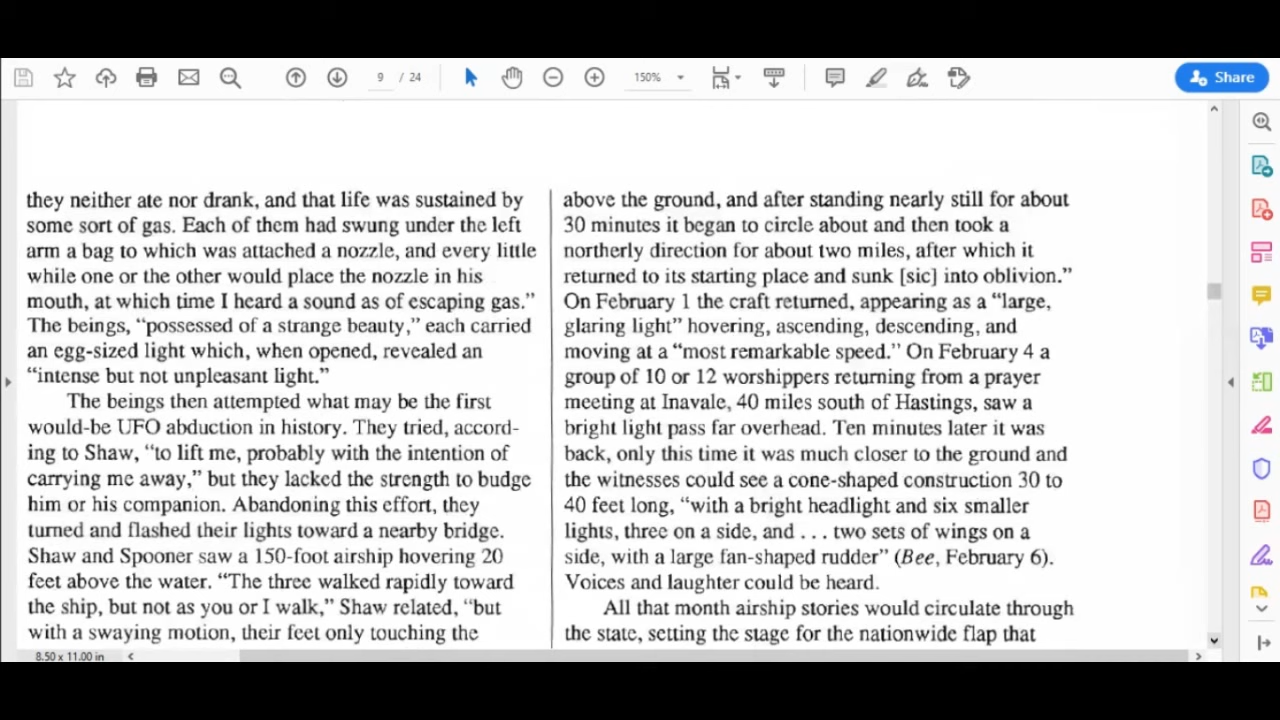 9 / 24
150%
Share
they neither ate nor drank, and that life was sustained by
some sort of gas. Each of them had swung under the left
arm a bag to which was attached a nozzle, and every little
while one or the other would place the nozzle in his
mouth, at which time I heard a sound as of escaping gas.”
The beings, “possessed of a strange beauty,” each carried
an egg-sized light which, when opened, revealed an
“intense but not unpleasant light.”
The beings then attempted what may be the first
would-be UFO abduction in history. They tried, accord-
ing to Shaw, “to lift me, probably with the intention of
carrying me away,” but they lacked the strength to budge
him or his companion. Abandoning this effort, they
turned and flashed their lights toward a nearby bridge.
Shaw and Spooner saw a 150-foot airship hovering 20
feet above the water. “The three walked rapidly toward
the ship, but not as you or I walk,” Shaw related, “but
with a swaying motion, their feet only touching the
above the ground, and after standing nearly still for about
30 minutes it began to circle about and then took a
northerly direction for about two miles, after which it
returned to its starting place and sunk [sic] into oblivion.”
On February 1 the craft returned, appearing as a “large,
glaring light” hovering, ascending, descending, and
moving at a “most remarkable speed.” On February 4 a
group of 10 or 12 worshippers returning from a prayer
meeting at Inavale, 40 miles south of Hastings, saw a
bright light pass far overhead. Ten minutes later it was
back, only this time it was much closer to the ground and
the witnesses could see a cone-shaped construction 30 to
40 feet long, “with a bright headlight and six smaller
lights, three on a side, and . . . two sets of wings on a
side, with a large fan-shaped rudder” (Bee, February 6).
Voices and laughter could be heard.
All that month airship stories would circulate through
the state, setting the stage for the nationwide flap that
8.50 x 11.00 in